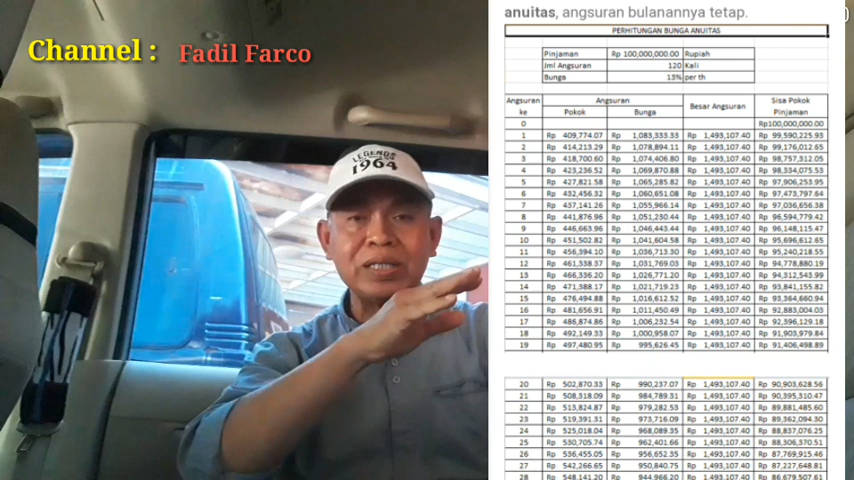 Channel : Fadil Farco
LEGENDS
1964
anuitas, angsuran bulanannya tetap.
PERHITUNGAN BUNGA ANUITAS
Pinjaman Rp 100,000,000.00 Rupiah
Jml Angsuran 120 Kali
Bunga 13% per th
Angsuran ke Angsuran Besar Angsuran Sisa Pokok Pinjaman
Pokok Bunga
0 Rp100,000,000.00
1 Rp 409,774.07 Rp 1,083,333.33 Rp 1,493,107.40 Rp 99,590,225.93
2 Rp 414,213.29 Rp 1,078,894.11 Rp 1,493,107.40 Rp 99,176,012.65
3 Rp 418,700.60 Rp 1,074,406.80 Rp 1,493,107.40 Rp 98,757,312.05
4 Rp 423,236.52 Rp 1,069,870.88 Rp 1,493,107.40 Rp 98,334,075.53
5 Rp 427,821.58 Rp 1,065,285.82 Rp 1,493,107.40 Rp 97,906,253.95
6 Rp 432,456.32 Rp 1,060,651.08 Rp 1,493,107.40 Rp 97,473,797.64
7 Rp 437,141.26 Rp 1,055,966.14 Rp 1,493,107.40 Rp 97,036,656.38
8 Rp 441,876.96 Rp 1,051,230.44 Rp 1,493,107.40 Rp 96,594,779.42
9 Rp 446,663.96 Rp 1,046,443.44 Rp 1,493,107.40 Rp 96,148,115.47
10 Rp 451,502.82 Rp 1,041,604.58 Rp 1,493,107.40 Rp 95,696,612.65
11 Rp 456,394.10 Rp 1,036,713.30 Rp 1,493,107.40 Rp 95,240,218.55
12 Rp 461,338.37 Rp 1,031,769.03 Rp 1,493,107.40 Rp 94,778,880.19
13 Rp 466,336.20 Rp 1,026,771.20 Rp 1,493,107.40 Rp 94,312,543.99
14 Rp 471,388.17 Rp 1,021,719.23 Rp 1,493,107.40 Rp 93,841,155.82
15 Rp 476,494.88 Rp 1,016,612.52 Rp 1,493,107.40 Rp 93,364,660.94
16 Rp 481,656.91 Rp 1,011,450.49 Rp 1,493,107.40 Rp 92,883,004.03
17 Rp 486,874.86 Rp 1,006,232.54 Rp 1,493,107.40 Rp 92,396,129.18
18 Rp 492,149.33 Rp 1,000,958.07 Rp 1,493,107.40 Rp 91,903,979.84
19 Rp 497,480.95 Rp 995,626.45 Rp 1,493,107.40 Rp 91,406,498.89
20 Rp 502,870.33 Rp 990,237.07 Rp 1,493,107.40 Rp 90,903,628.56
21 Rp 508,318.09 Rp 984,789.31 Rp 1,493,107.40 Rp 90,395,310.47
22 Rp 513,824.87 Rp 979,282.53 Rp 1,493,107.40 Rp 89,881,485.60
23 Rp 519,391.31 Rp 973,716.09 Rp 1,493,107.40 Rp 89,362,094.30
24 Rp 525,018.04 Rp 968,089.35 Rp 1,493,107.40 Rp 88,837,076.25
25 Rp 530,705.74 Rp 962,401.66 Rp 1,493,107.40 Rp 88,306,370.51
26 Rp 536,455.05 Rp 956,652.35 Rp 1,493,107.40 Rp 87,769,915.46
27 Rp 542,266.65 Rp 950,840.75 Rp 1,493,107.40 Rp 87,227,648.81
28 Rp 548,141.20 Rp 944,966.20 Rp 1,493,107.40 Rp 86,679,507.61